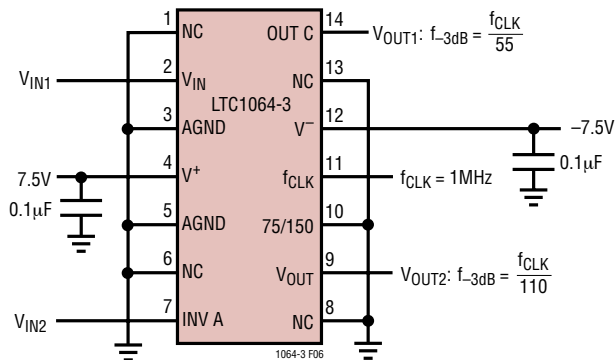 1 NC OUT C 14 V_OUT1: f_–3dB = f_CLK/55
V_IN1 2 V_IN NC 13
LTC1064-3
3 AGND V⁻ 12 –7.5V
0.1µF
7.5V 4 V⁺ f_CLK 11 f_CLK = 1MHz
0.1µF
5 AGND 75/150 10
6 NC V_OUT 9 V_OUT2: f_–3dB = f_CLK/110
V_IN2 7 INV A NC 8
1064-3 F06